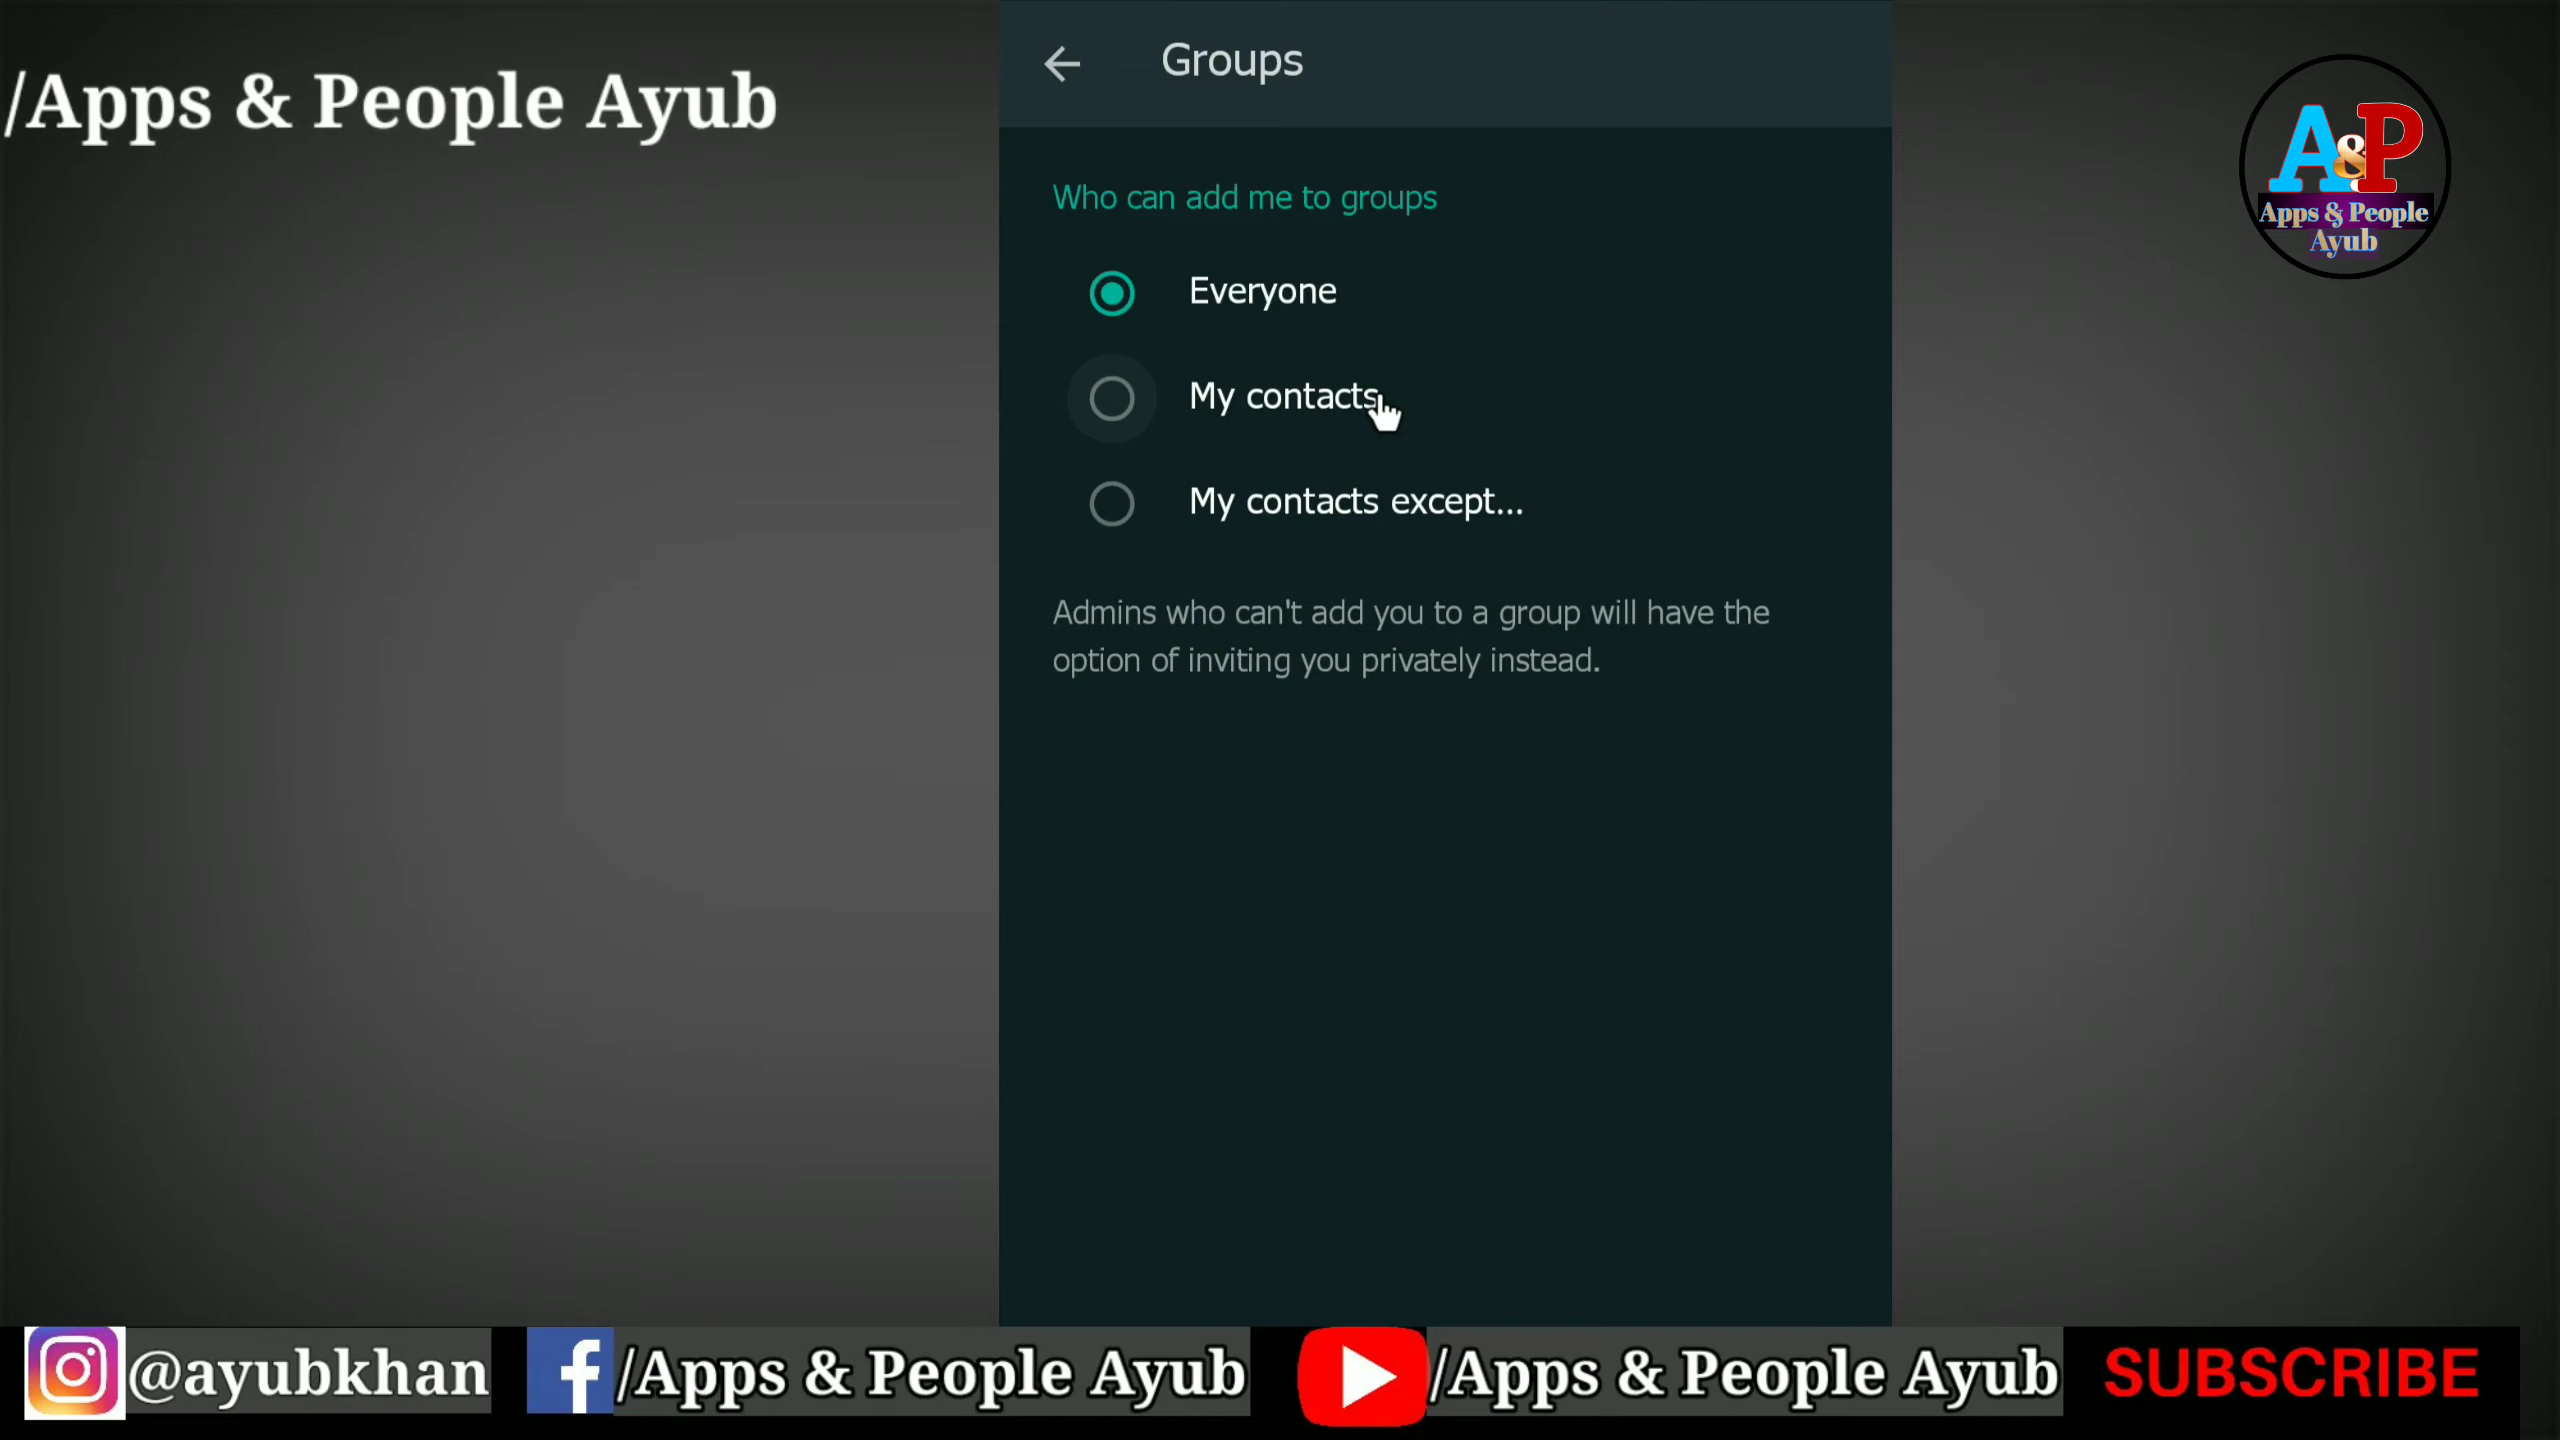 /Apps & People Ayub
Groups
A&P
Apps & People
Ayub
Who can add me to groups
Everyone
My contacts
My contacts except...
Admins who can't add you to a group will have the
option of inviting you privately instead.
@ayubkhan
/Apps & People Ayub
/Apps & People Ayub
SUBSCRIBE